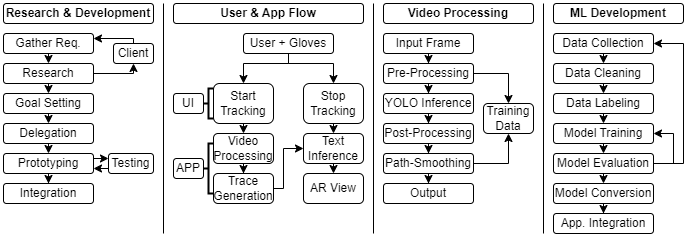 Research & Development
Gather Req.
Client
Research
Goal Setting
Delegation
Prototyping
Testing
Integration
User & App Flow
User + Gloves
UI
Start
Tracking
Stop
Tracking
APP
Video
Processing
Text
Inference
Trace
Generation
AR View
Video Processing
Input Frame
Pre-Processing
YOLO Inference
Training
Data
Post-Processing
Path-Smoothing
Output
ML Development
Data Collection
Data Cleaning
Data Labeling
Model Training
Model Evaluation
Model Conversion
App. Integration